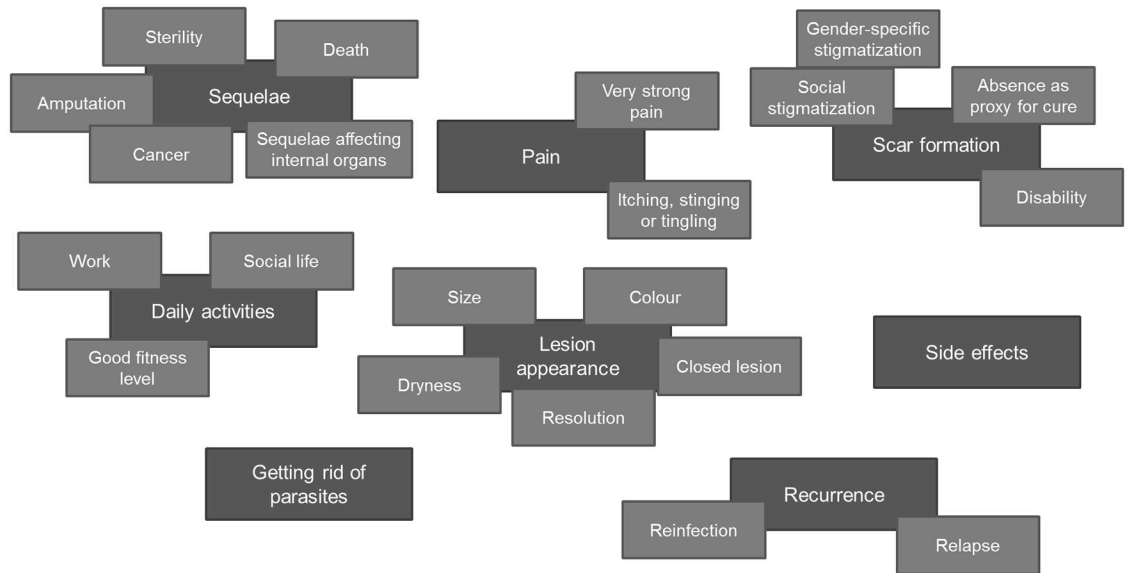 Sterility
Death
Sequelae
Amputation
Cancer
Sequelae affecting
internal organs
Very strong
pain
Pain
Itching, stinging
or tingling
Gender-specific
stigmatization
Social
stigmatization
Absence as
proxy for cure
Scar formation
Disability
Work
Social life
Daily activities
Good fitness
level
Size
Colour
Lesion
appearance
Dryness
Closed lesion
Resolution
Side effects
Getting rid of
parasites
Recurrence
Reinfection
Relapse